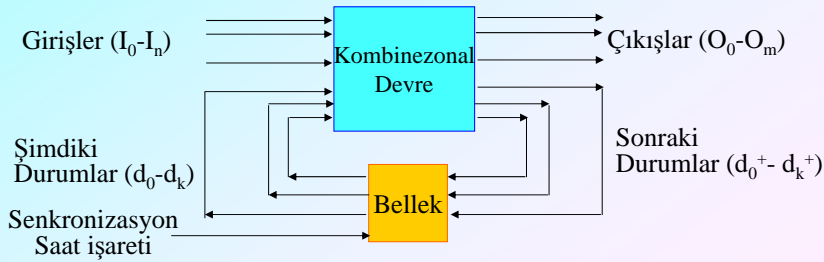 Girişler (I₀-Iₙ)
Kombinezonal
Devre
Çıkışlar (O₀-Oₘ)
Şimdiki
Durumlar (d₀-dₖ)
Sonraki
Durumlar (d₀⁺- dₖ⁺)
Bellek
Senkronizasyon
Saat işareti